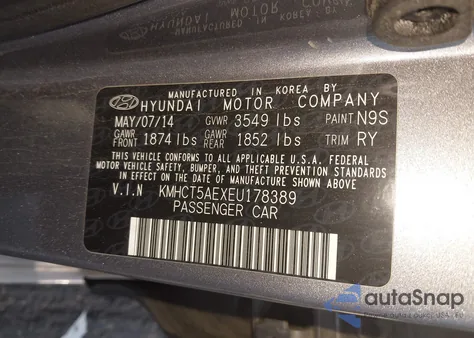 MANUFACTURED IN KOREA BY
HYUNDAI MOTOR COMPANY
MAY/07/14 GVWR 3549 lbs PAINT N9S
GAWR FRONT 1874 lbs GAWR REAR 1852 lbs TRIM RY
THIS VEHICLE CONFORMS TO ALL APPLICABLE U.S.A. FEDERAL
MOTOR VEHICLE SAFETY, BUMPER, AND THEFT PREVENTION STANDARDS
IN EFFECT ON THE DATE OF MANUFACTURE SHOWN ABOVE.
V.I.N KMHCT5AEXEU178389
PASSENGER CAR
autoSnap